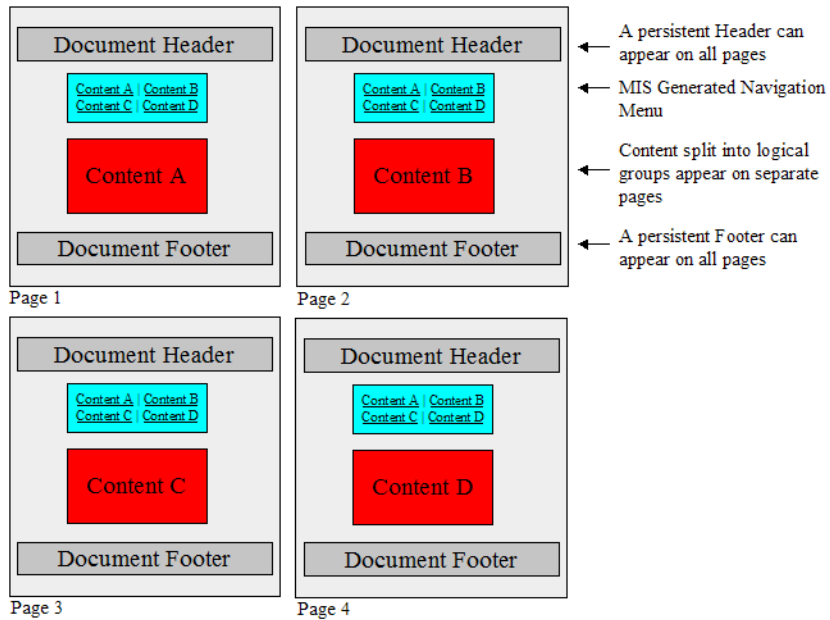 Document Header
Content A | Content B
Content C | Content D
Content A
Document Footer
Page 1
Document Header
Content A | Content B
Content C | Content D
Content B
Document Footer
Page 2
A persistent Header can
appear on all pages
MIS Generated Navigation
Menu
Content split into logical
groups appear on separate
pages
A persistent Footer can
appear on all pages
Document Header
Content A | Content B
Content C | Content D
Content C
Document Footer
Page 3
Document Header
Content A | Content B
Content C | Content D
Content D
Document Footer
Page 4